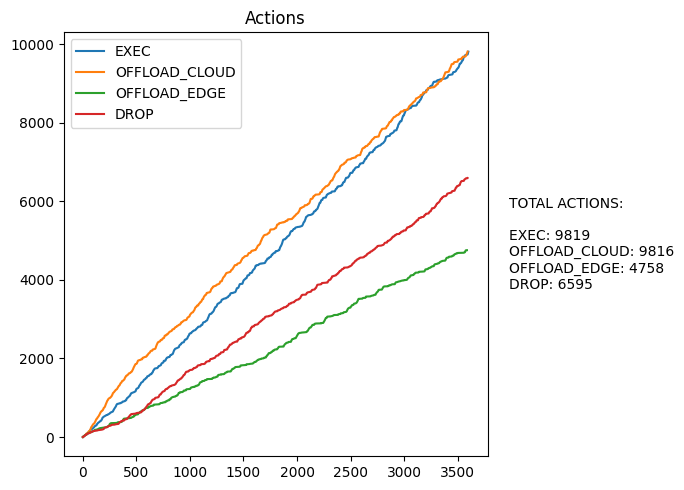 Actions
EXEC
OFFLOAD_CLOUD
OFFLOAD_EDGE
DROP
10000
8000
6000
4000
2000
0
0 500 1000 1500 2000 2500 3000 3500
TOTAL ACTIONS:
EXEC: 9819
OFFLOAD_CLOUD: 9816
OFFLOAD_EDGE: 4758
DROP: 6595